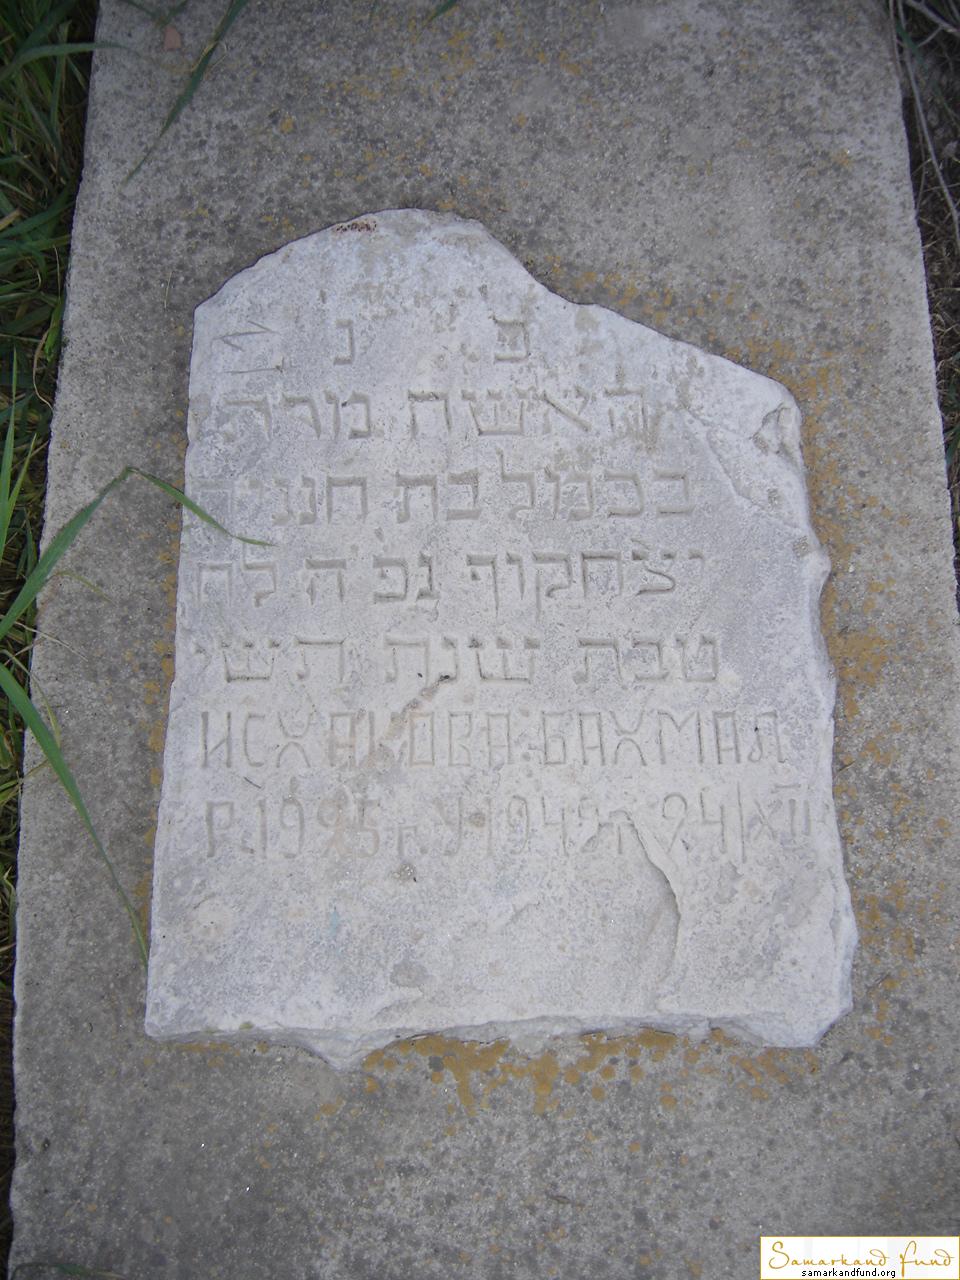 פ נ
האשה מורה
בכמל בת חנניה
יצחקוף נפ׳ ה לח
טבת שנת תשי
ИСХАКОВА БАХМАЛ
Р.1925 г. У 1949 г. 24/XII
Samarkand fund
samarkandfund.org